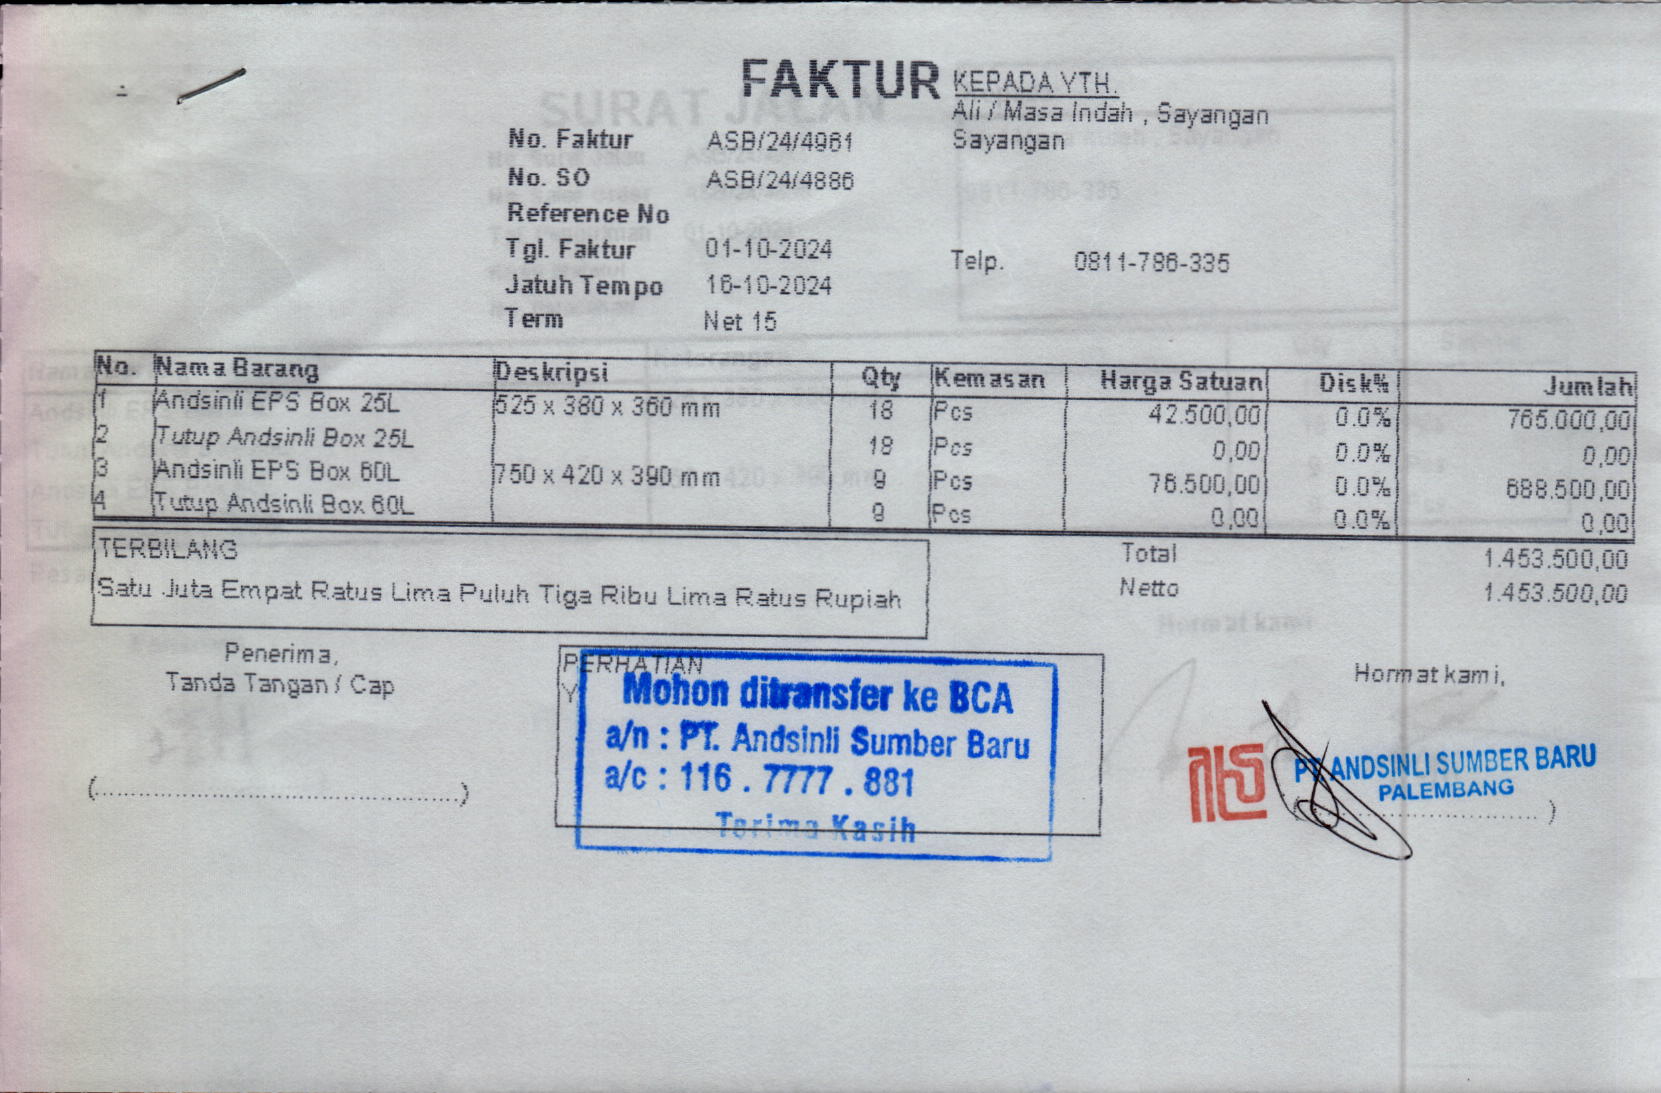 FAKTUR
KEPADA YTH.
Ali / Masa Indah , Sayangan
Sayangan
No. Faktur ASB/24/4961
No. SO ASB/24/4886
Reference No
Tgl. Faktur 01-10-2024
Telp. 0811-786-335
Jatuh Tempo 16-10-2024
Term Net 15
No. Nama Barang Deskripsi Qty Kemasan Harga Satuan Disk% Jumlah
1 Andsinli EPS Box 25L 525 x 380 x 360 mm 18 Pcs 42.500,00 0.0% 765.000,00
2 Tutup Andsinli Box 25L 18 Pcs 0,00 0.0% 0,00
3 Andsinli EPS Box 60L 750 x 420 x 390 mm 9 Pcs 76.500,00 0.0% 688.500,00
4 Tutup Andsinli Box 60L 9 Pcs 0,00 0.0% 0,00
TERBILANG
Satu Juta Empat Ratus Lima Puluh Tiga Ribu Lima Ratus Rupiah
Total 1.453.500,00
Netto 1.453.500,00
Penerima,
Tanda Tangan / Cap
PERHATIAN
Mohon ditransfer ke BCA
a/n : PT. Andsinli Sumber Baru
a/c : 116 . 7777 . 881
Terima Kasih
Hormat kami,
PT. ANDSINLI SUMBER BARU
PALEMBANG
SURAT JALAN